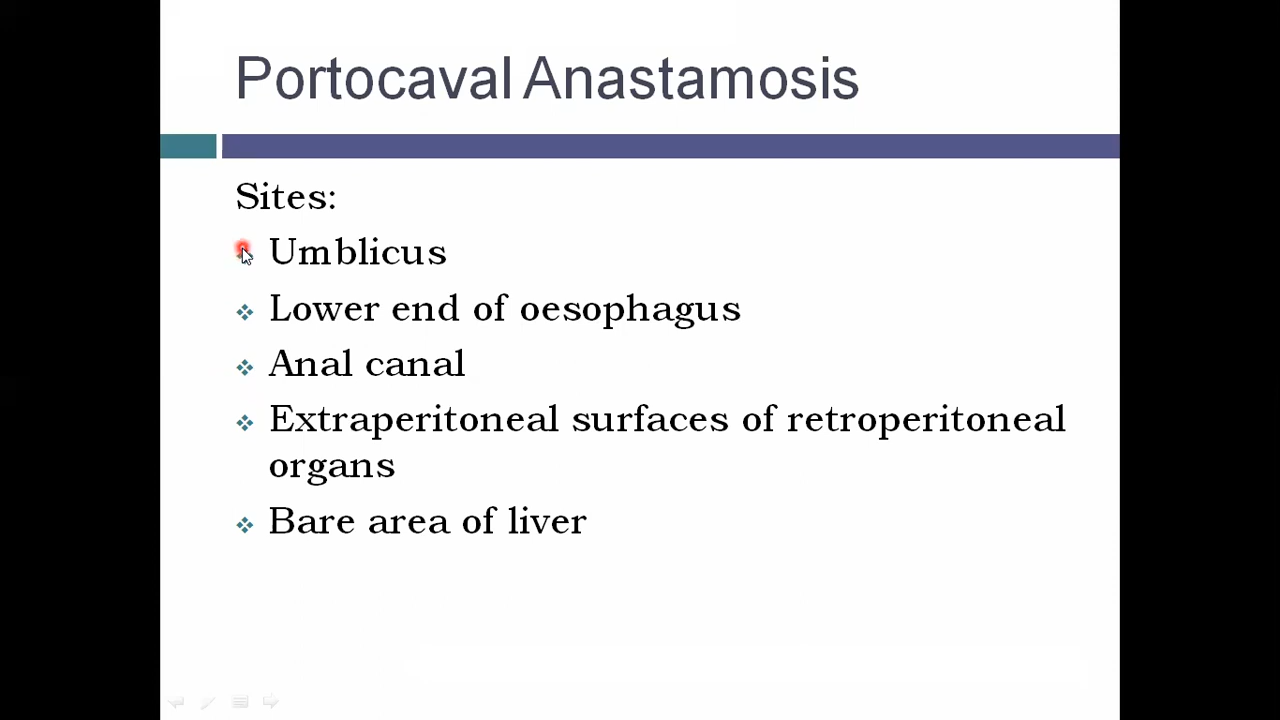 Portocaval Anastamosis
Sites:
Umblicus
Lower end of oesophagus
Anal canal
Extraperitoneal surfaces of retroperitoneal
organs
Bare area of liver